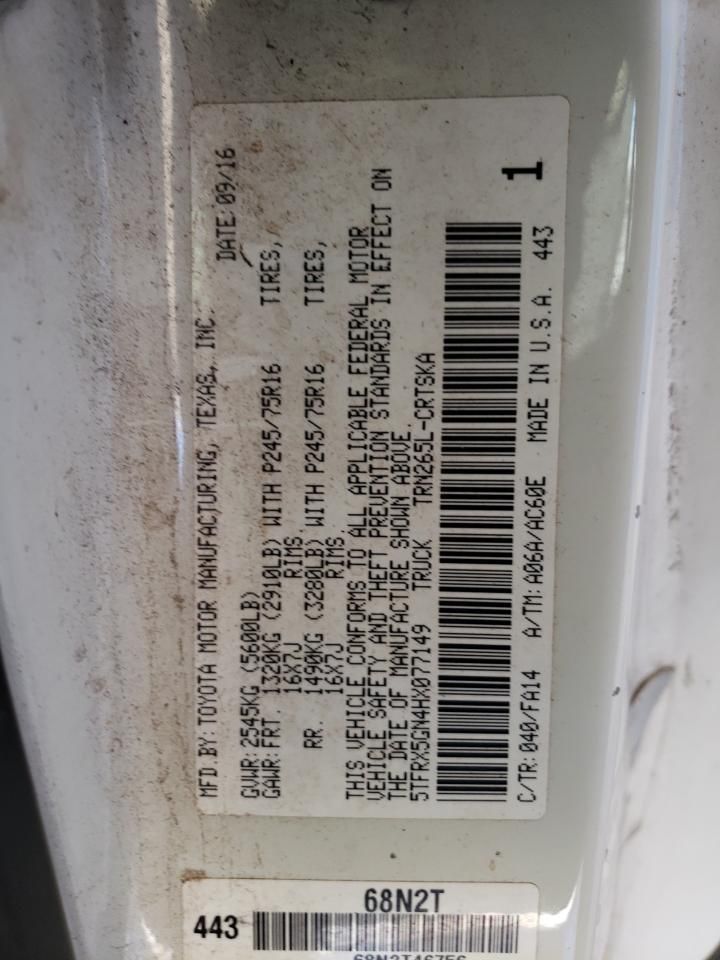 MFD.BY: TOYOTA MOTOR MANUFACTURING, TEXAS, INC.
DATE: 09/16
GVWR: 2545KG (5600LB)
GAWR: FRT. 1320KG (2910LB) WITH P245/75R16 TIRES,
16X7J RIMS
RR. 1490KG (3280LB) WITH P245/75R16 TIRES,
16X7J RIMS
THIS VEHICLE CONFORMS TO ALL APPLICABLE FEDERAL MOTOR
VEHICLE SAFETY AND THEFT PREVENTION STANDARDS IN EFFECT ON
THE DATE OF MANUFACTURE SHOWN ABOVE.
5TFRX5GN4HX077149 TRUCK TRN265L-CRTSKA
1
C/TR: 040/FA14 A/TM: A06A/AC60E MADE IN U.S.A. 443
68N2T
443